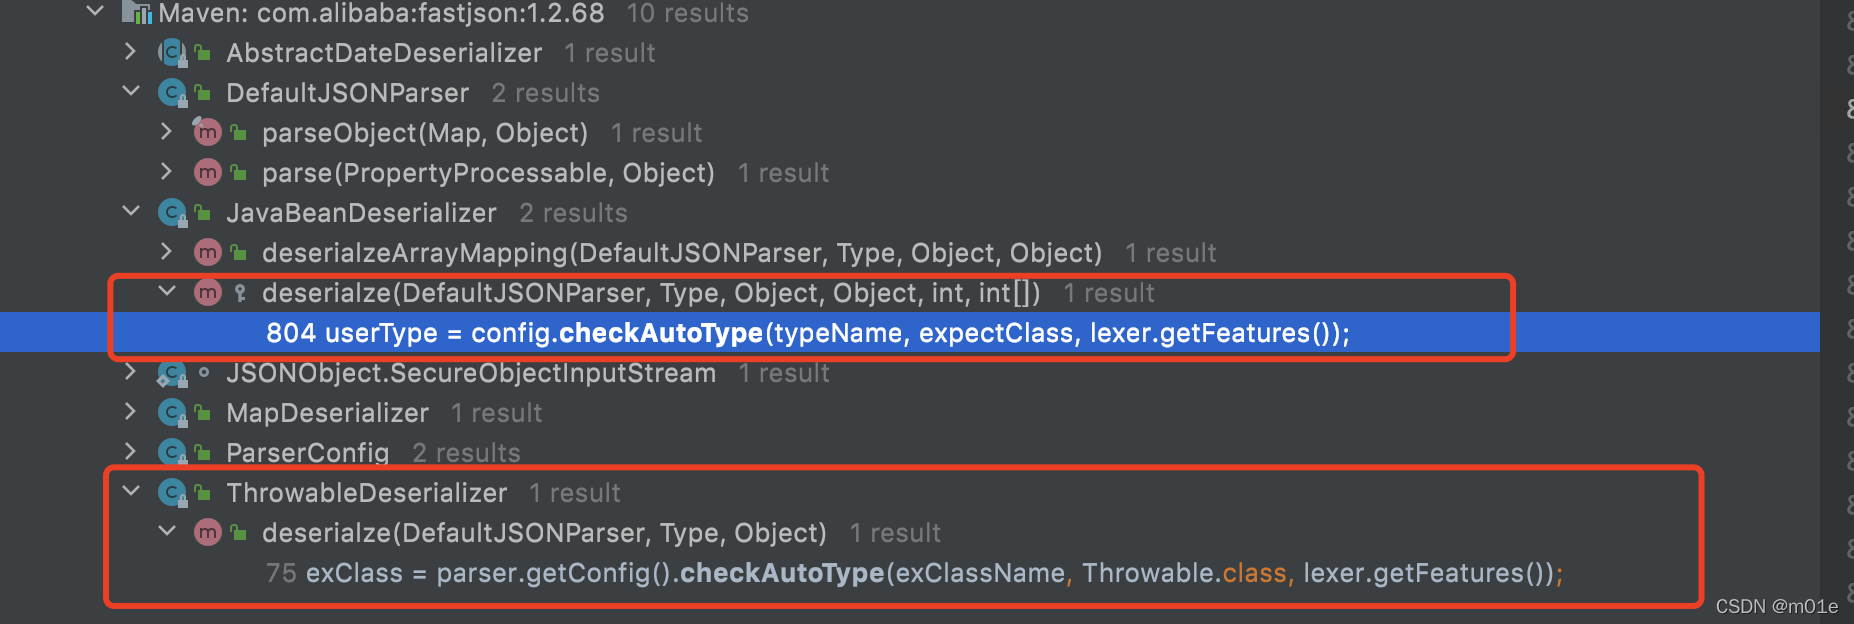 Maven: com.alibaba:fastjson:1.2.68 10 results
AbstractDateDeserializer 1 result
DefaultJSONParser 2 results
parseObject(Map, Object) 1 result
parse(PropertyProcessable, Object) 1 result
JavaBeanDeserializer 2 results
deserialzeArrayMapping(DefaultJSONParser, Type, Object, Object) 1 result
deserialze(DefaultJSONParser, Type, Object, Object, int, int[]) 1 result
804 userType = config.checkAutoType(typeName, expectClass, lexer.getFeatures());
JSONObject.SecureObjectInputStream 1 result
MapDeserializer 1 result
ParserConfig 2 results
ThrowableDeserializer 1 result
deserialze(DefaultJSONParser, Type, Object) 1 result
75 exClass = parser.getConfig().checkAutoType(exClassName, Throwable.class, lexer.getFeatures());
CSDN @m01e